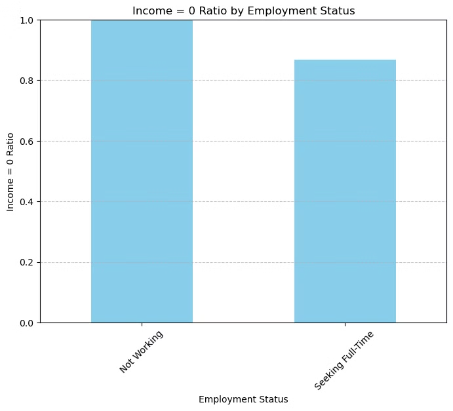 Income = 0 Ratio by Employment Status
1.0
0.8
0.6
0.4
0.2
0.0
Income = 0 Ratio
Not Working
Seeking Full-Time
Employment Status